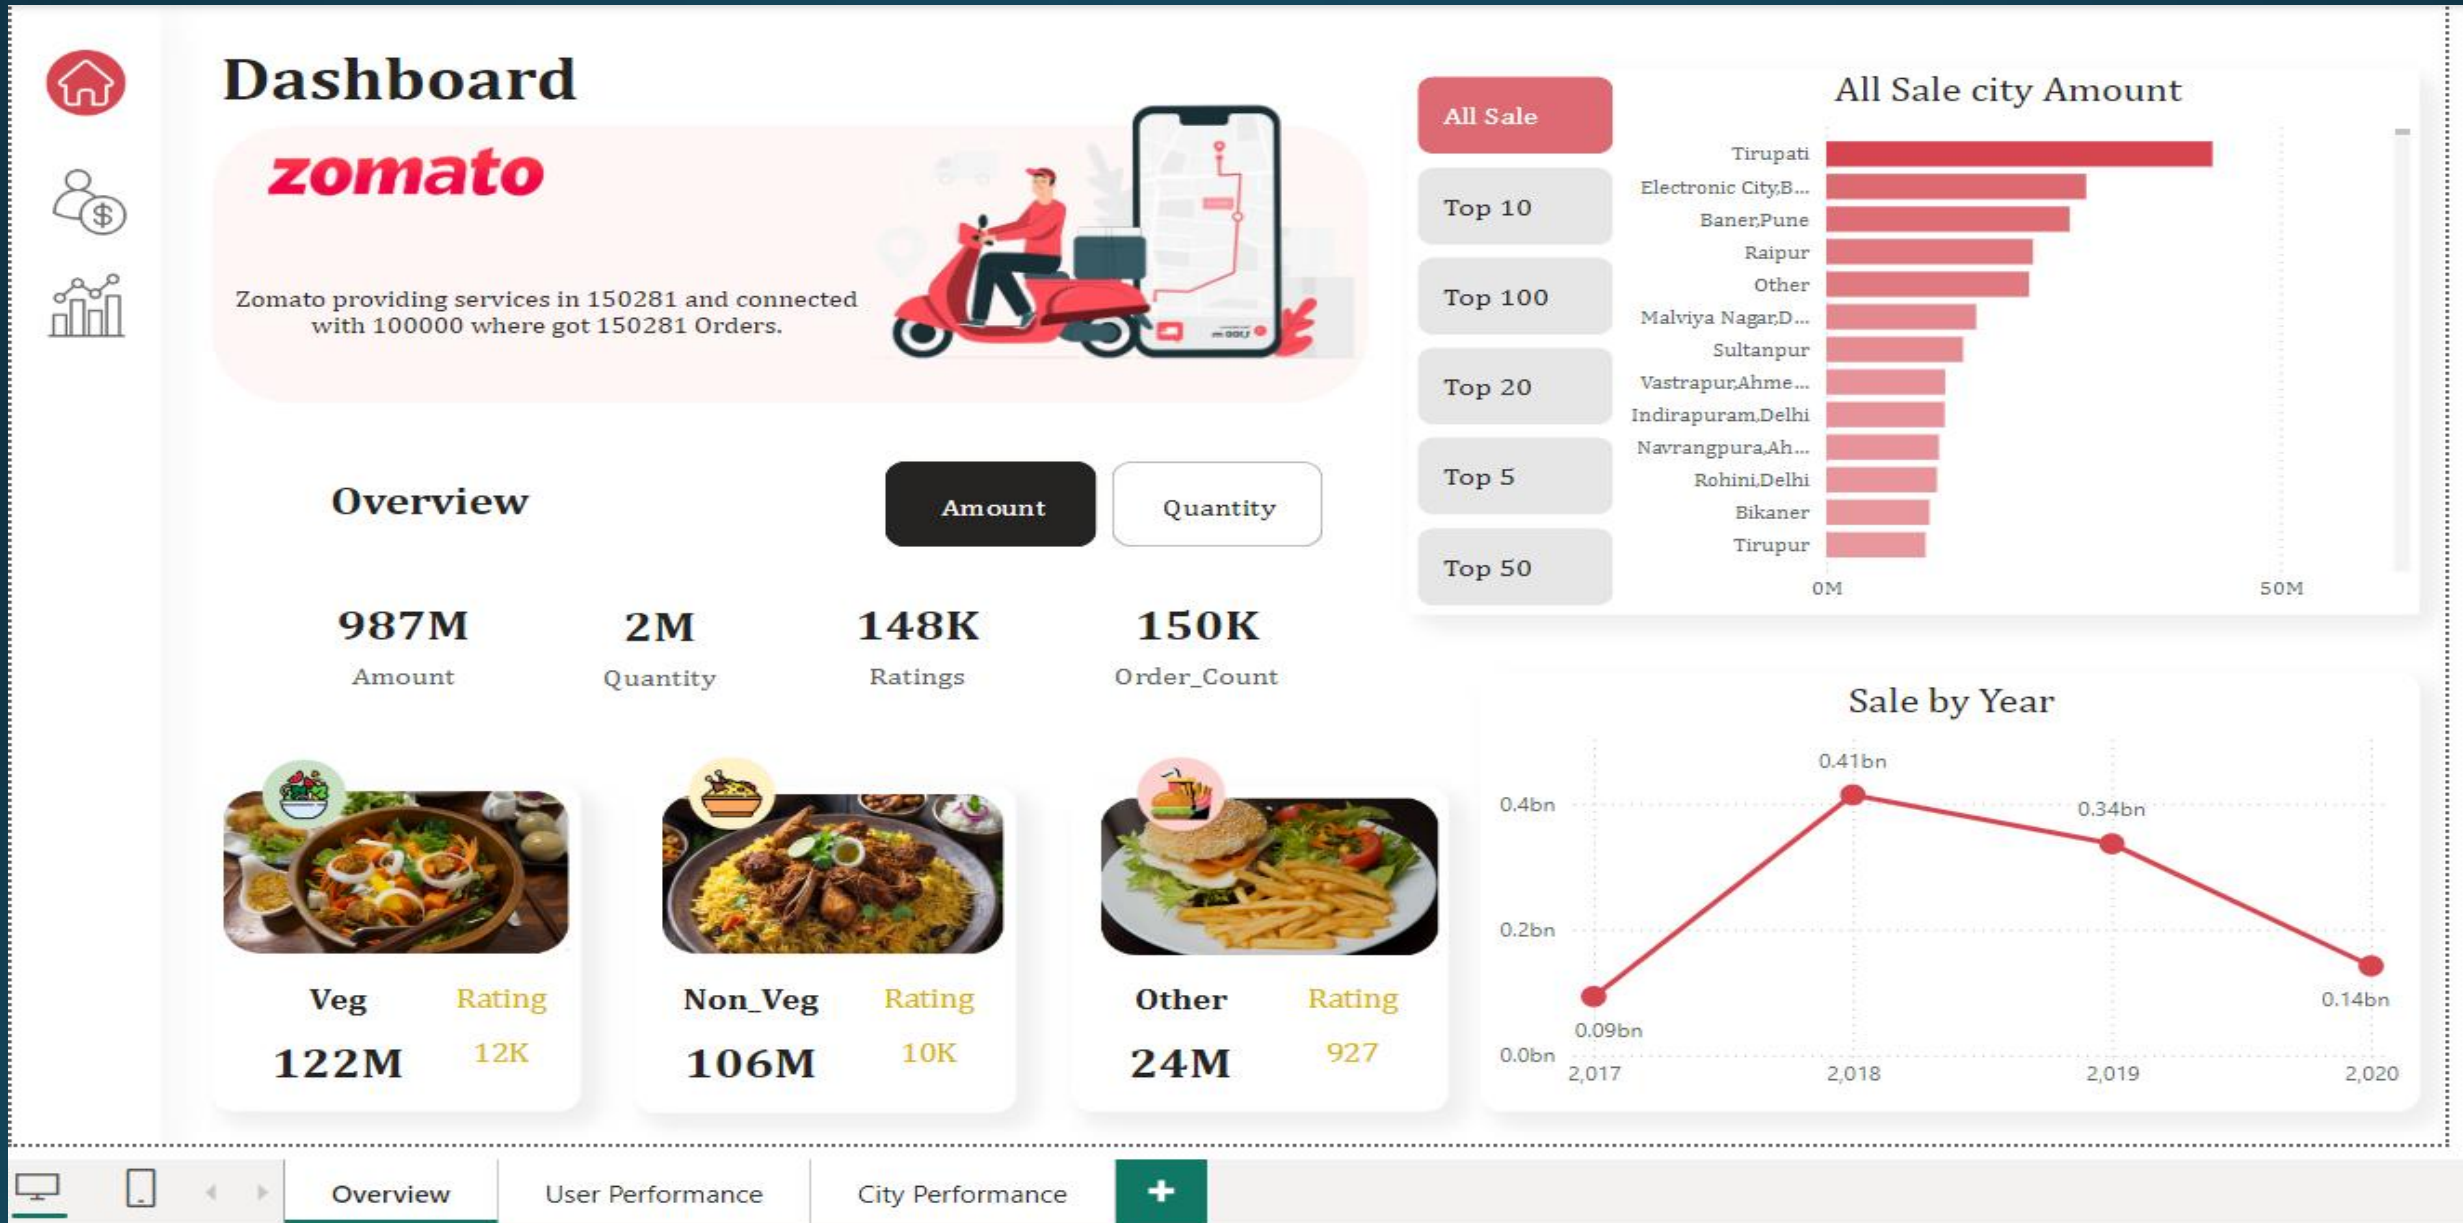 Dashboard
zomato
Zomato providing services in 150281 and connected
with 100000 where got 150281 Orders.
All Sale
Top 10
Top 100
Top 20
Top 5
Top 50
All Sale city Amount
Tirupati
Electronic City,B...
Baner,Pune
Raipur
Other
Malviya Nagar,D...
Sultanpur
Vastrapur,Ahme...
Indirapuram,Delhi
Navrangpura,Ah...
Rohini,Delhi
Bikaner
Tirupur
0M 50M
Overview
Amount
Quantity
987M 2M 148K 150K
Amount Quantity Ratings Order_Count
Veg Rating
122M 12K
Non_Veg Rating
106M 10K
Other Rating
24M 927
Sale by Year
0.41bn
0.4bn
0.34bn
0.2bn
0.14bn
0.09bn
0.0bn
2,017 2,018 2,019 2,020
Overview User Performance City Performance +